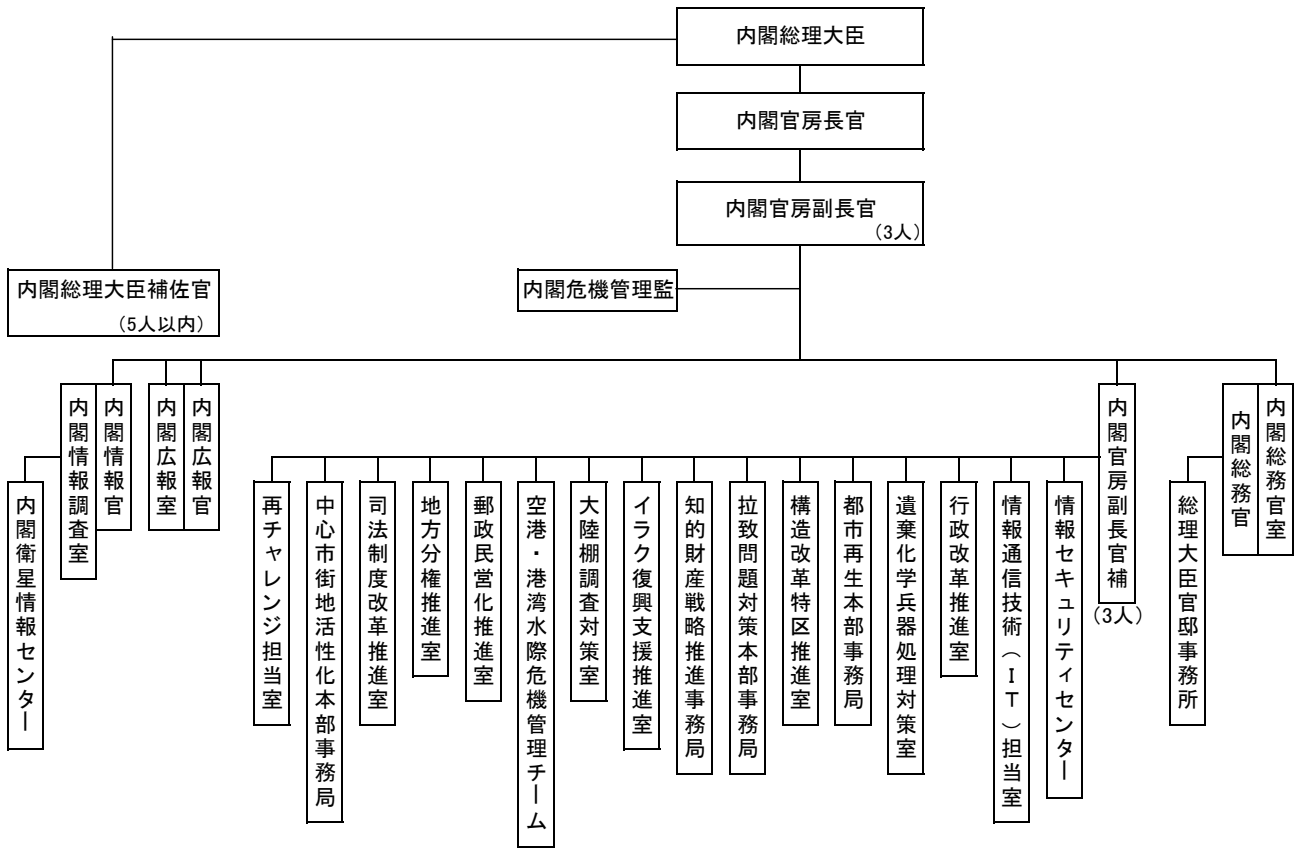 内閣総理大臣
内閣官房長官
内閣官房副長官
(3人)
内閣総理大臣補佐官
(5人以内)
内閣危機管理監
内閣情報調査室
内閣情報官
内閣広報室
内閣広報官
内閣官房副長官補
(3人)
内閣総務官
内閣総務官室
内閣衛星情報センター
再チャレンジ担当室
中心市街地活性化本部事務局
司法制度改革推進室
地方分権推進室
郵政民営化推進室
空港・港湾水際危機管理チーム
大陸棚調査対策室
イラク復興支援推進室
知的財産戦略推進事務局
拉致問題対策本部事務局
構造改革特区推進室
都市再生本部事務局
遺棄化学兵器処理対策室
行政改革推進室
情報通信技術(IT)担当室
情報セキュリティセンター
総理大臣官邸事務所